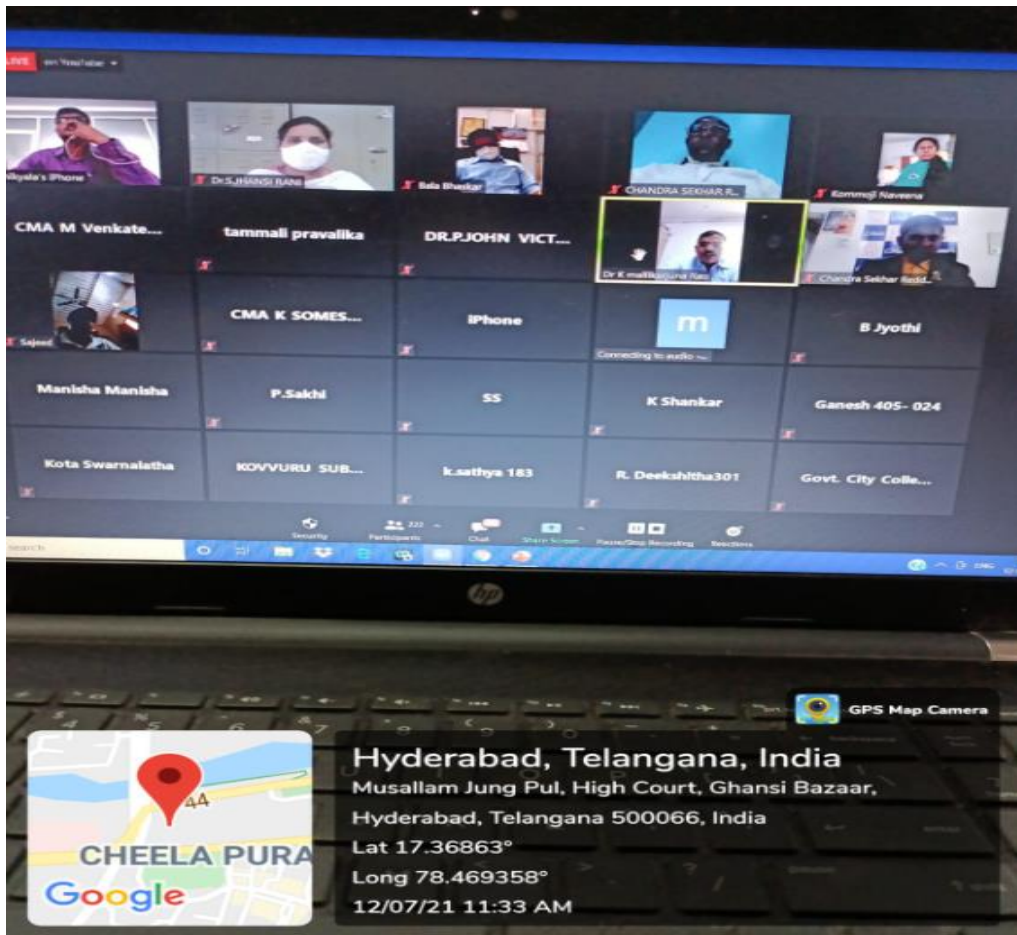 LIVE on YouTube
Dr.S.JHANSI RANI
Bala Bhaskar
CHANDRA SEKHAR R...
Kommoji Naveena
CMA M Venkate...
tammali pravalika
DR.P.JOHN VICT...
Dr K mallikarjuna Rao
Chandra Sekhar Redd...
Sajeed
CMA K SOMES...
iPhone
m
Connecting to audio
B Jyothi
Manisha Manisha
P.Sakhi
SS
K Shankar
Ganesh 405- 024
Kota Swarnalatha
KOVVURU SUB...
k.sathya 183
R. Deekshitha301
Govt. City Colle...
Security
Participants 222
Chat
Share Screen
Pause/Stop Recording
Reactions
search
ENG
hp
GPS Map Camera
44
CHEELA PURA
Google
Hyderabad, Telangana, India
Musallam Jung Pul, High Court, Ghansi Bazaar,
Hyderabad, Telangana 500066, India
Lat 17.36863°
Long 78.469358°
12/07/21 11:33 AM